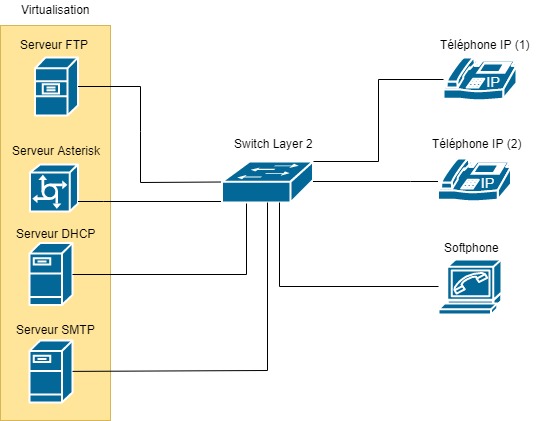 Virtualisation
Serveur FTP
Téléphone IP (1)
IP
Serveur Asterisk
Switch Layer 2
Téléphone IP (2)
IP
Serveur DHCP
Softphone
Serveur SMTP